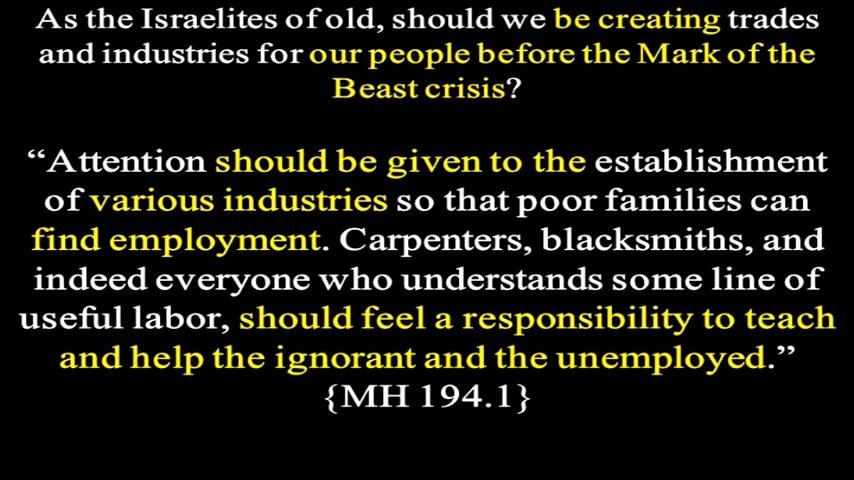 As the Israelites of old, should we be creating trades
and industries for our people before the Mark of the
Beast crisis?
“Attention should be given to the establishment
of various industries so that poor families can
find employment. Carpenters, blacksmiths, and
indeed everyone who understands some line of
useful labor, should feel a responsibility to teach
and help the ignorant and the unemployed.”
{MH 194.1}